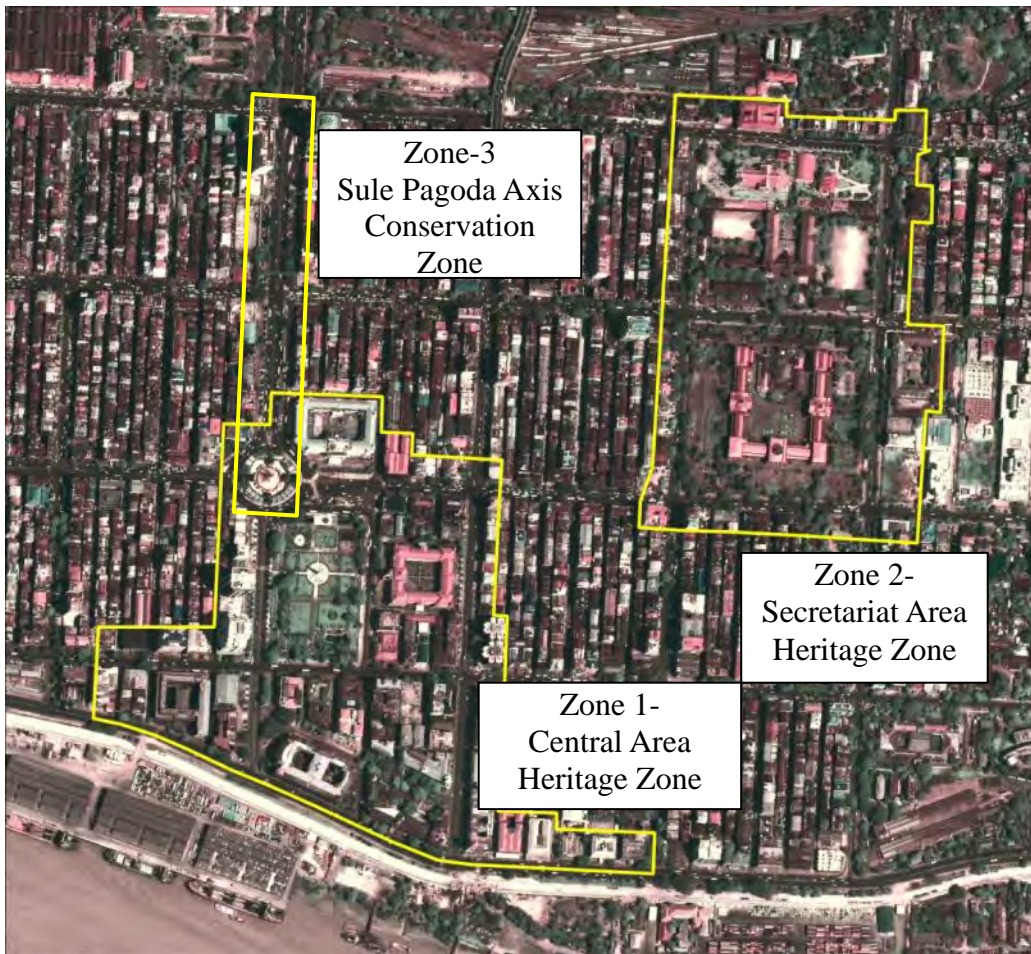 Zone-3
Sule Pagoda Axis
Conservation
Zone
Zone 2-
Secretariat Area
Heritage Zone
Zone 1-
Central Area
Heritage Zone